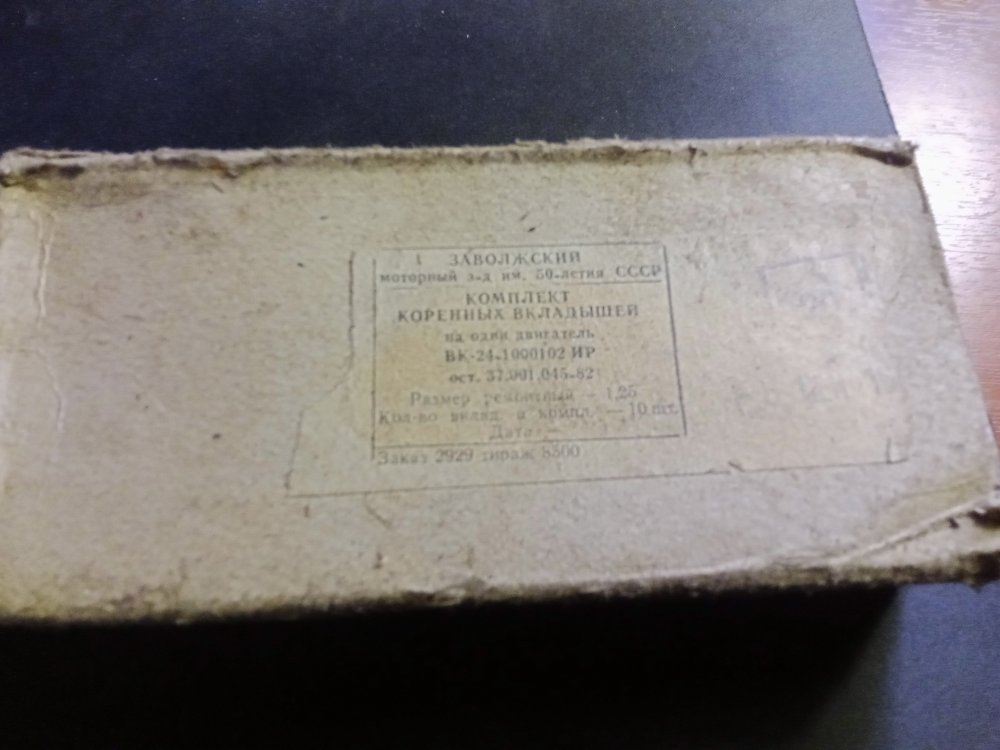 ЗАВОЛЖСКИЙ
моторный з-д им. 50-летия СССР
КОМПЛЕКТ
КОРЕННЫХ ВКЛАДЫШЕЙ
на один двигатель
ВК-24-1000102 ИР
ост. 37.001.045-82
Размер ремонтный — 1,25
Кол-во вклад. в компл. — 10 шт.
Дата —
Заказ 2929 тираж 8500